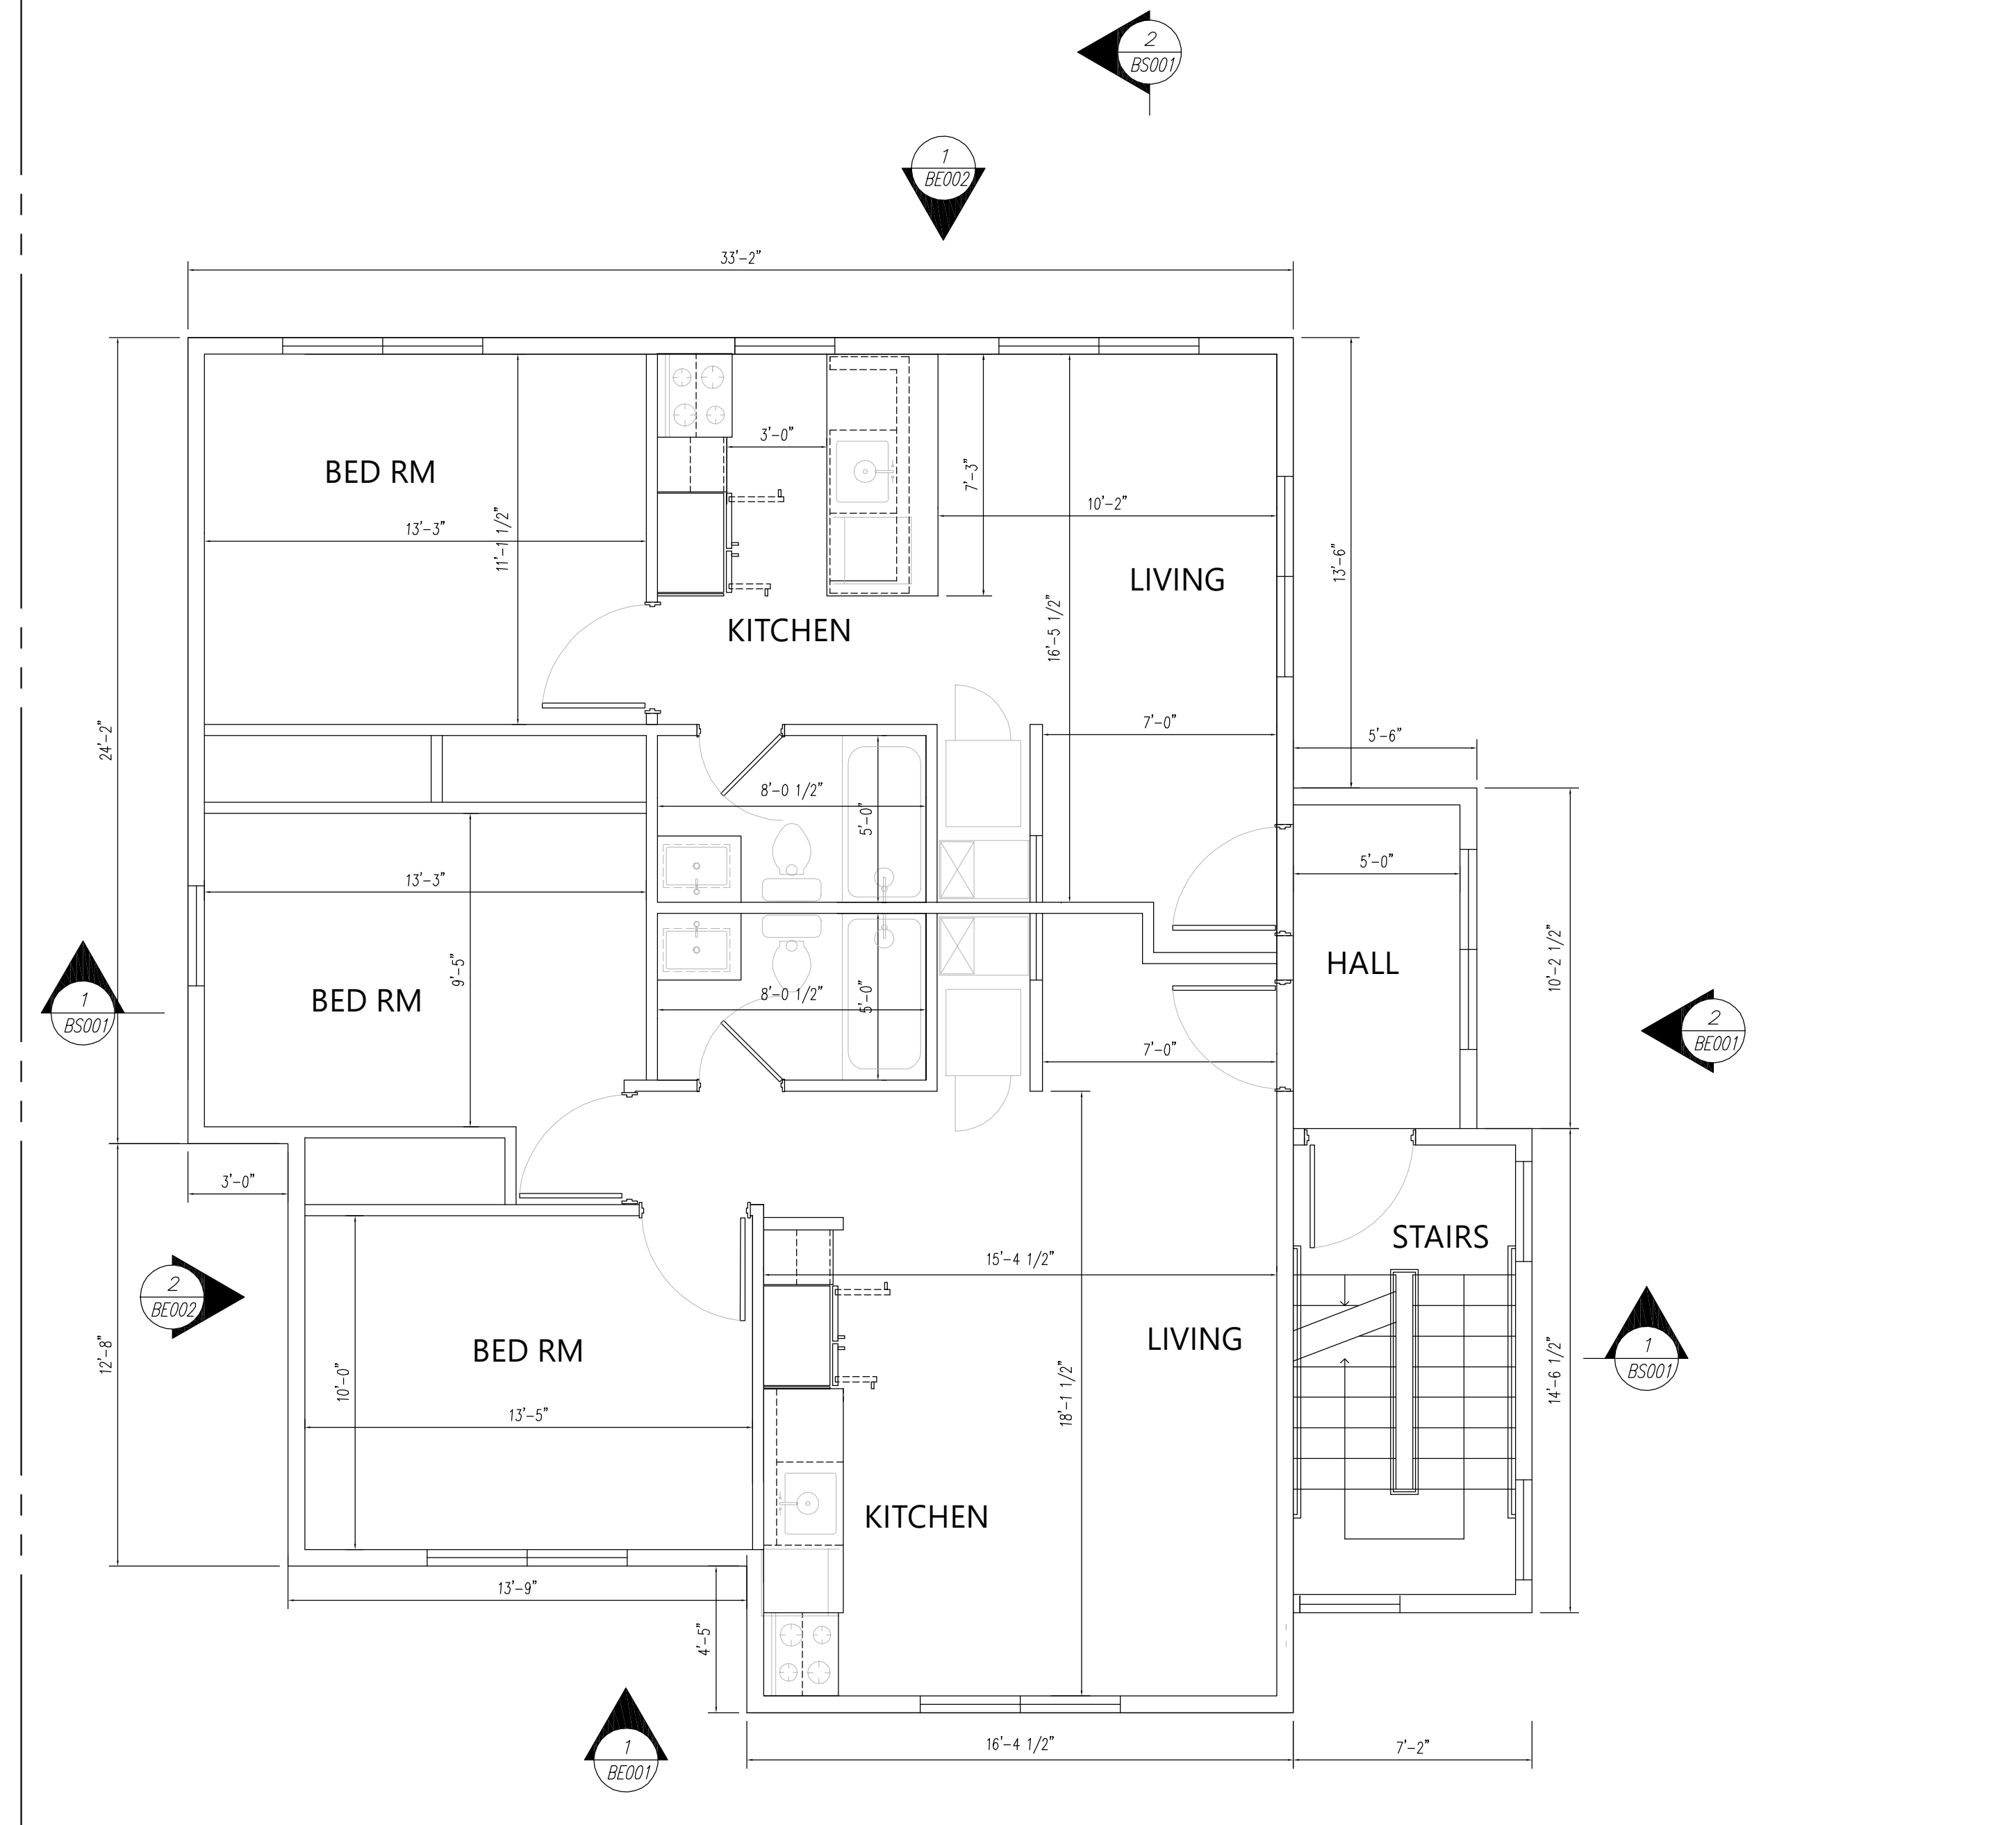 2
BS001
1
BE002
33'-2"
3'-0"
BED RM
7'-3"
10'-2"
13'-3"
11'-1 1/2"
LIVING
13'-6"
KITCHEN
16'-5 1/2"
24'-2"
7'-0"
5'-6"
8'-0 1/2"
5'-0"
5'-0"
13'-3"
HALL
10'-2 1/2"
9'-5"
BED RM
8'-0 1/2"
5'-0"
1
BS001
2
BE001
7'-0"
3'-0"
STAIRS
15'-4 1/2"
2
BE002
12'-8"
BED RM
LIVING
10'-0"
18'-1 1/2"
14'-6 1/2"
1
BS001
13'-5"
KITCHEN
13'-9"
4'-5"
1
BE001
16'-4 1/2"
7'-2"